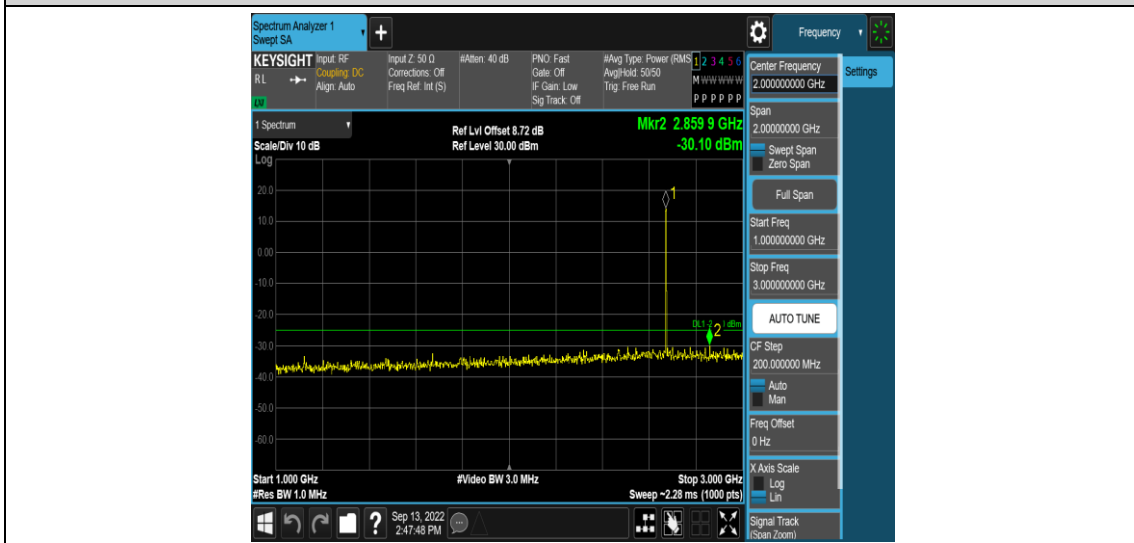 Spectrum Analyzer 1
Swept SA
+
Frequency
KEYSIGHT
RL
Input: RF
Coupling: DC
Align: Auto
Input Z: 50 Ω
Corrections: Off
Freq Ref: Int (S)
#Atten: 40 dB
PNO: Fast
Gate: Off
IF Gain: Low
Sig Track: Off
#Avg Type: Power (RMS
Avg|Hold: 50/50
Trig: Free Run
1 2 3 4 5 6
M W W W W W
P P P P P P
1 Spectrum
Scale/Div 10 dB
Ref Lvl Offset 8.72 dB
Ref Level 30.00 dBm
Mkr2 2.859 9 GHz
-30.10 dBm
Log
20.0
10.0
0.00
-10.0
-20.0
-30.0
-40.0
-50.0
-60.0
1
DL1 dBm
2
Start 1.000 GHz
#Video BW 3.0 MHz
Stop 3.000 GHz
#Res BW 1.0 MHz
Sweep ~2.28 ms (1000 pts)
Center Frequency
2.000000000 GHz
Settings
Span
2.00000000 GHz
Swept Span
Zero Span
Full Span
Start Freq
1.000000000 GHz
Stop Freq
3.000000000 GHz
AUTO TUNE
CF Step
200.000000 MHz
Auto
Man
Freq Offset
0 Hz
X Axis Scale
Log
Lin
Signal Track
(Span Zoom)
?
Sep 13, 2022
2:47:48 PM